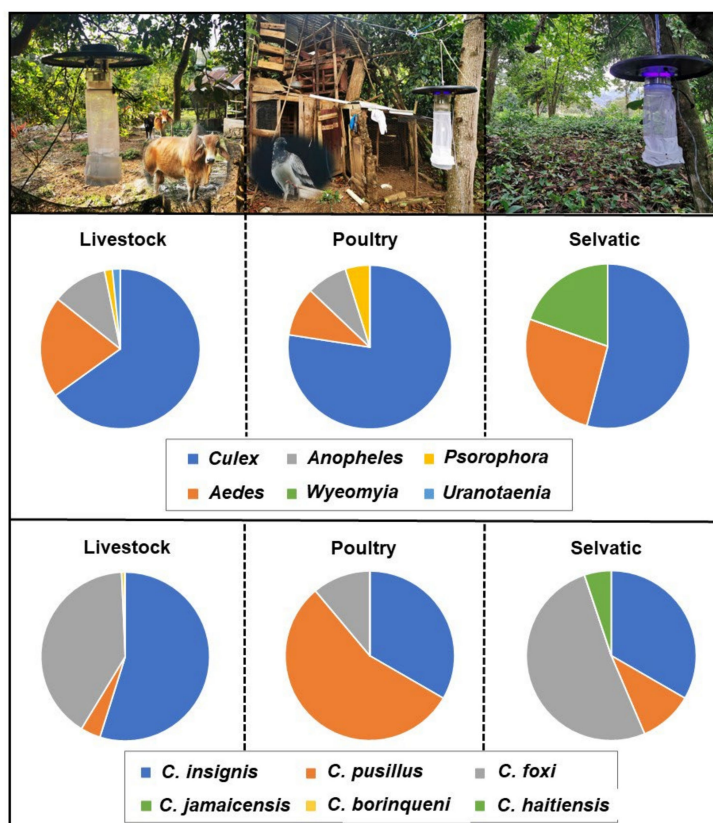 Livestock Poultry Selvatic
Culex Anopheles Psorophora
Aedes Wyeomyia Uranotaenia
Livestock Poultry Selvatic
C. insignis C. pusillus C. foxi
C. jamaicensis C. borinqueni C. haitiensis